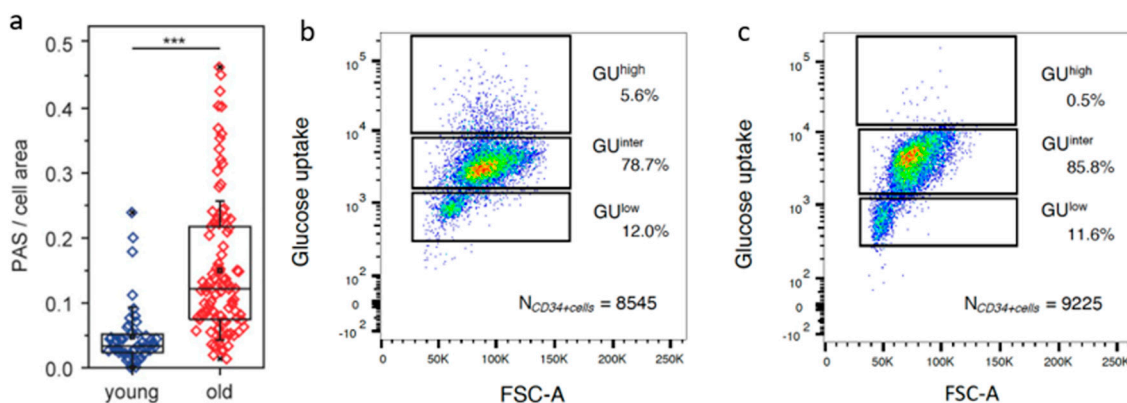 a
***
0.5
0.4
0.3
0.2
0.1
0.0
PAS / cell area
young old
b
10^5
10^4
10^3
10^2
0
-10^2
Glucose uptake
GU^high
5.6%
GU^inter
78.7%
GU^low
12.0%
N_CD34+cells = 8545
0 50K 100K 150K 200K 250K
FSC-A
c
10^5
10^4
10^3
10^2
0
-10^2
Glucose uptake
GU^high
0.5%
GU^inter
85.8%
GU^low
11.6%
N_CD34+cells = 9225
0 50K 100K 150K 200K 250K
FSC-A